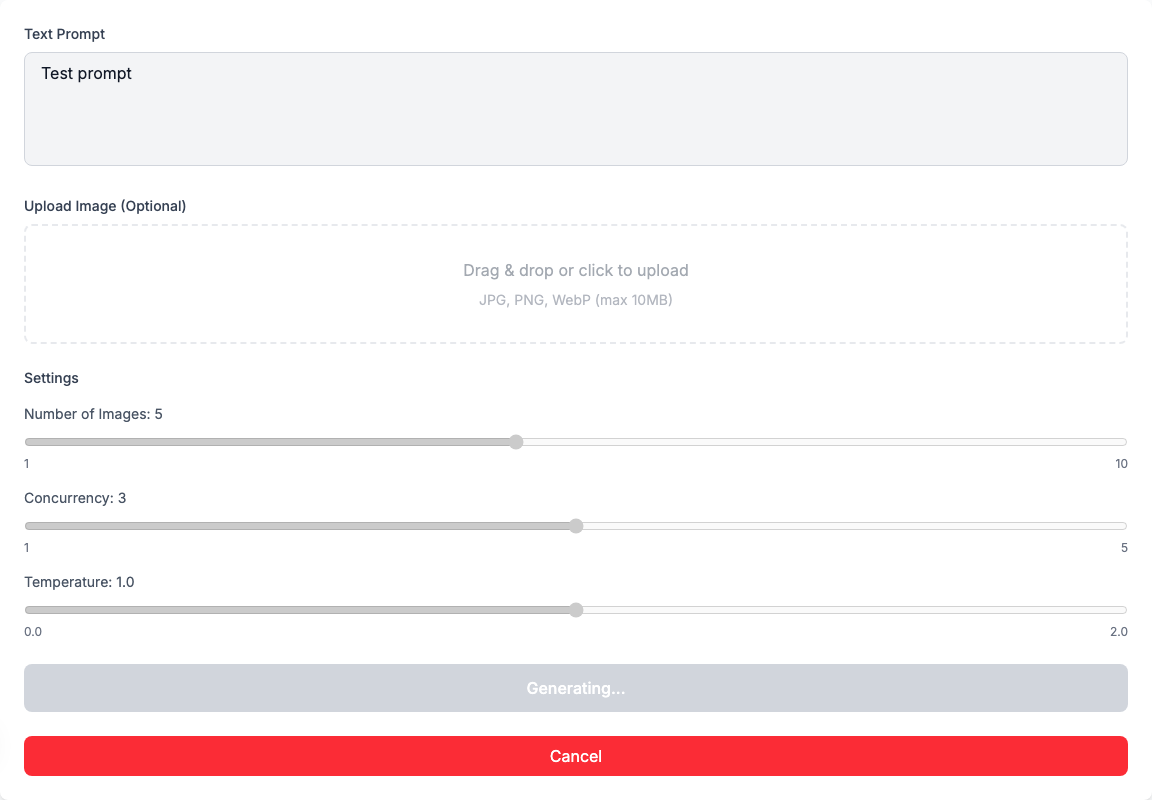 Text Prompt
Test prompt
Upload Image (Optional)
Drag & drop or click to upload
JPG, PNG, WebP (max 10MB)
Settings
Number of Images: 5
1 10
Concurrency: 3
1 5
Temperature: 1.0
0.0 2.0
Generating...
Cancel